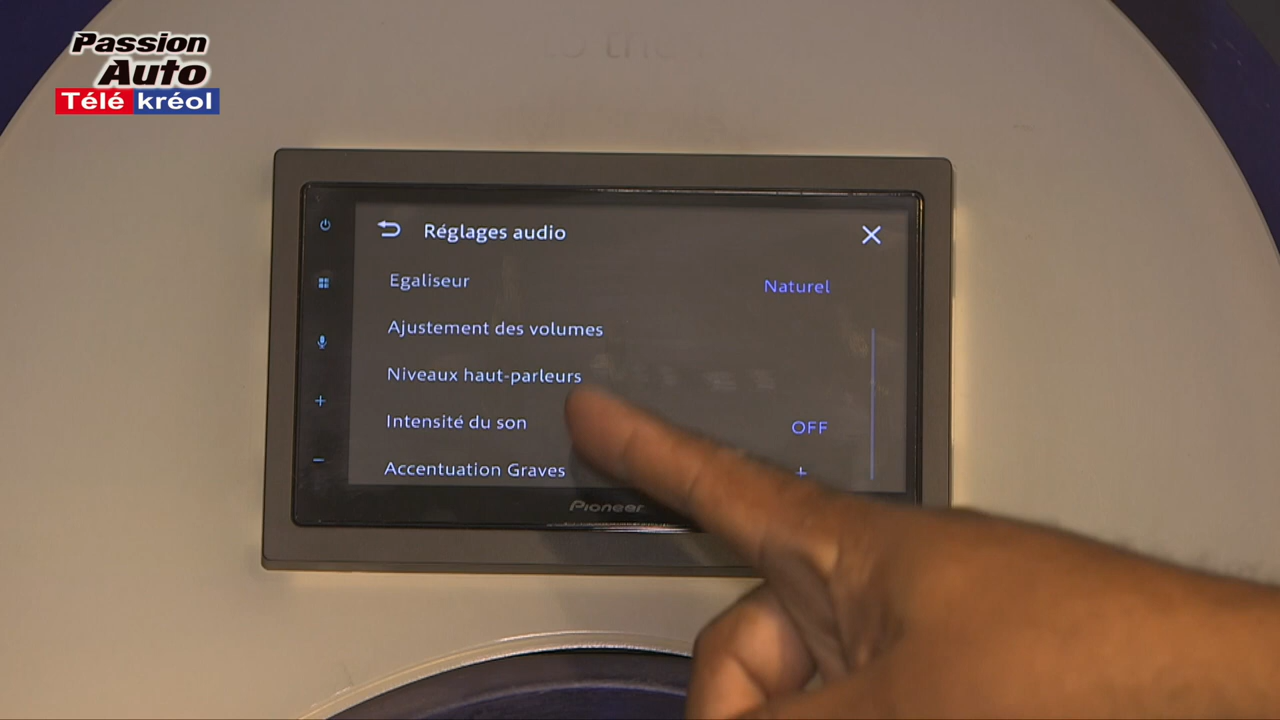 Passion
Auto
Télé kréol
Réglages audio
Egaliseur Naturel
Ajustement des volumes
Niveaux haut-parleurs
Intensité du son OFF
Accentuation Graves +
Pioneer